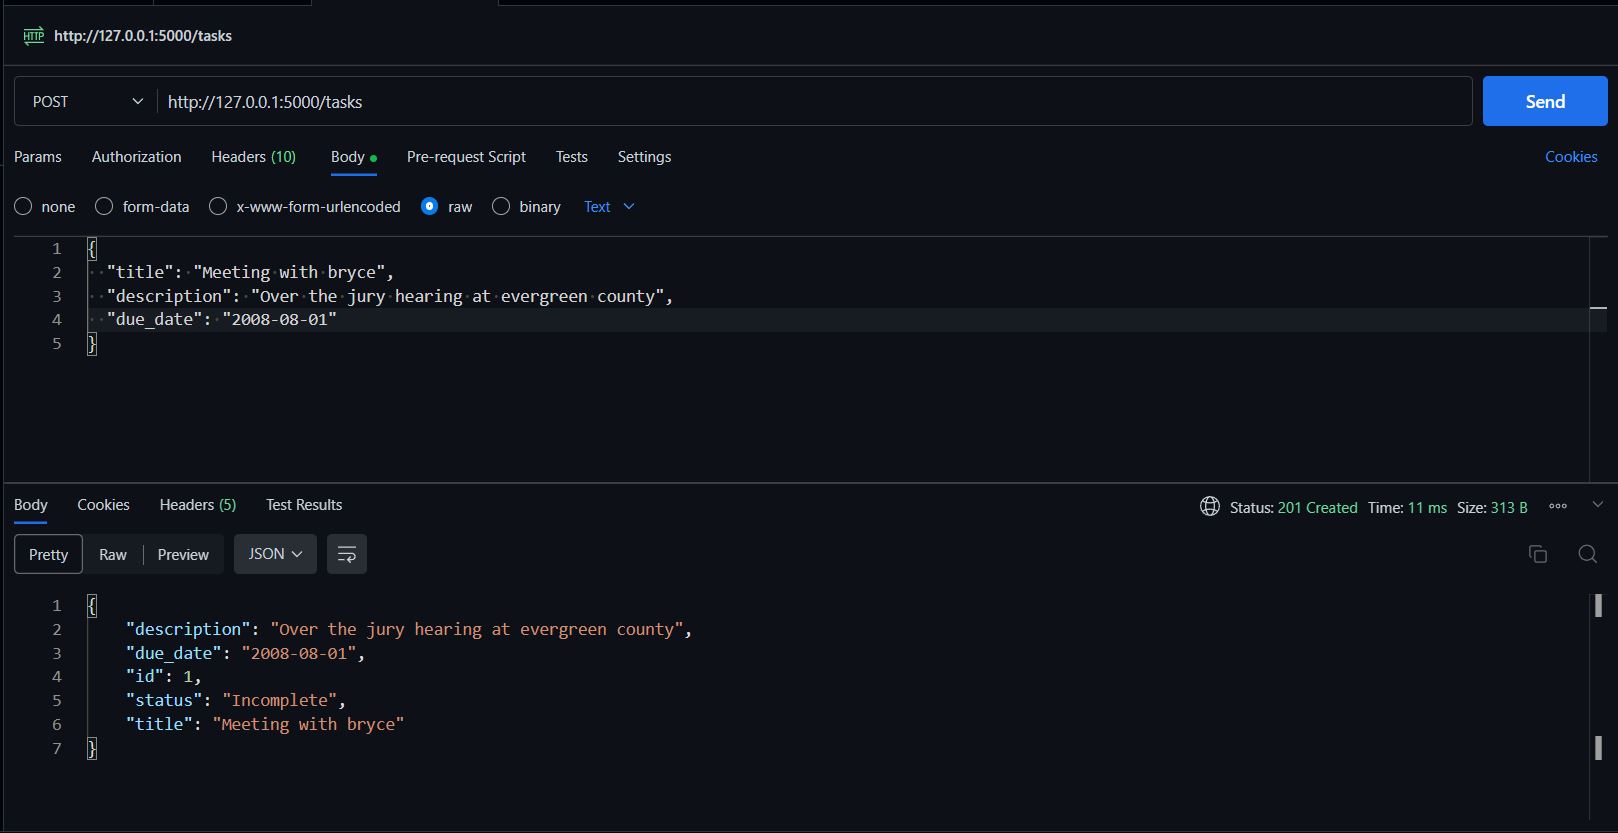 HTTP http://127.0.0.1:5000/tasks
POST http://127.0.0.1:5000/tasks Send
Params Authorization Headers (10) Body Pre-request Script Tests Settings Cookies
none form-data x-www-form-urlencoded raw binary Text
1 {
2 "title": "Meeting with bryce",
3 "description": "Over the jury hearing at evergreen county",
4 "due_date": "2008-08-01"
5 }
Body Cookies Headers (5) Test Results Status: 201 Created Time: 11 ms Size: 313 B
Pretty Raw Preview JSON
1 {
2 "description": "Over the jury hearing at evergreen county",
3 "due_date": "2008-08-01",
4 "id": 1,
5 "status": "Incomplete",
6 "title": "Meeting with bryce"
7 }